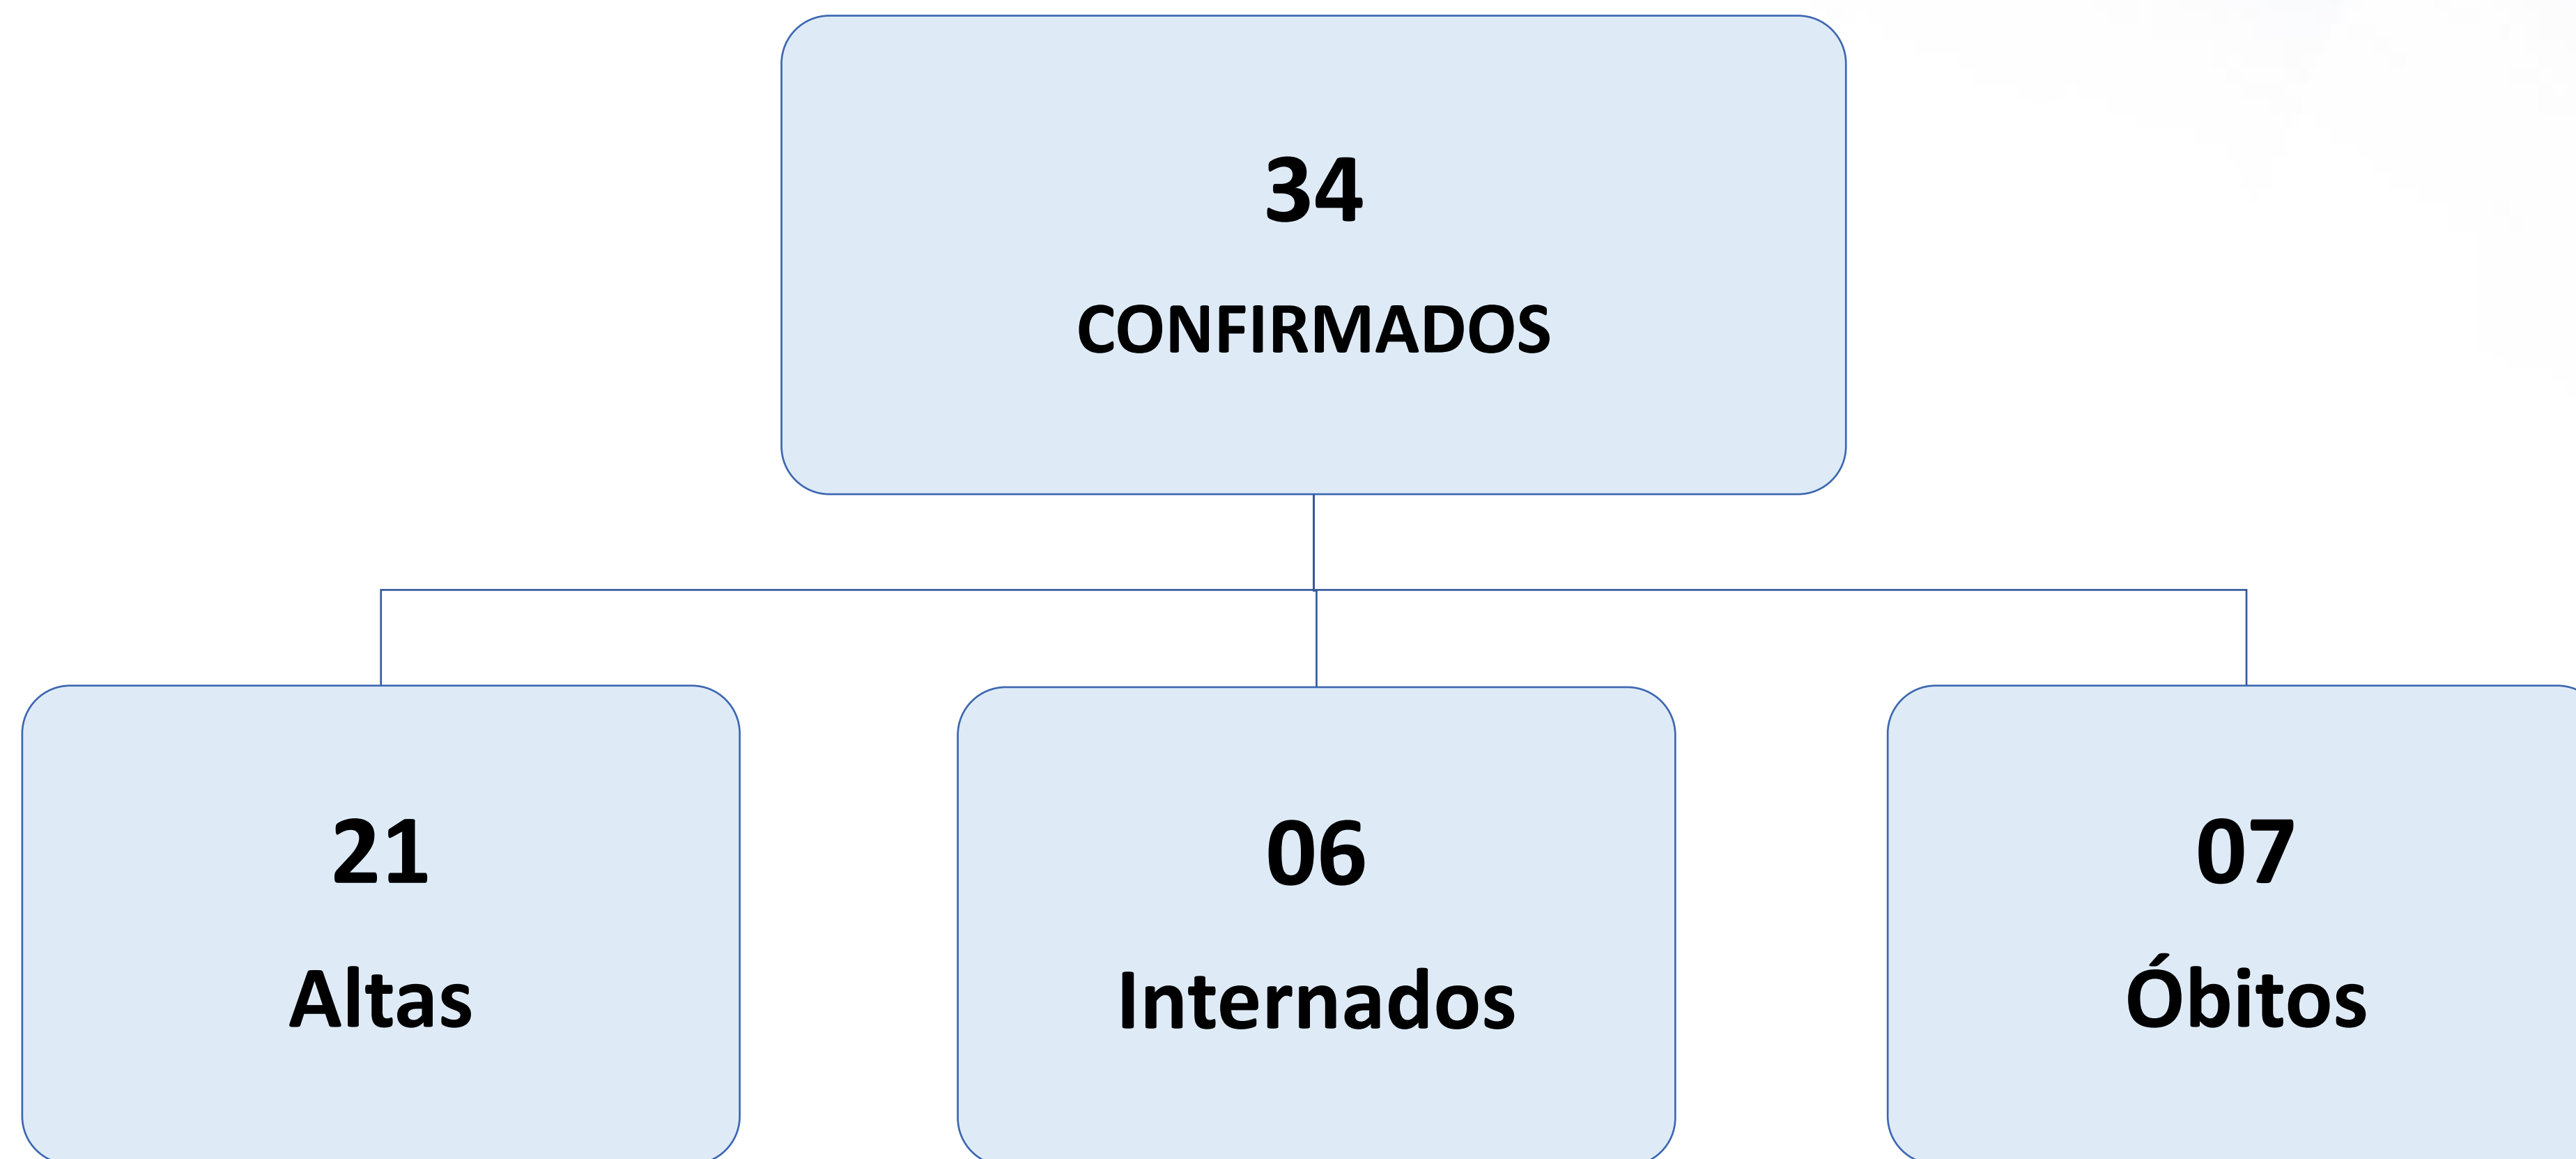 34
CONFIRMADOS
21
Altas
06
Internados
07
Óbitos